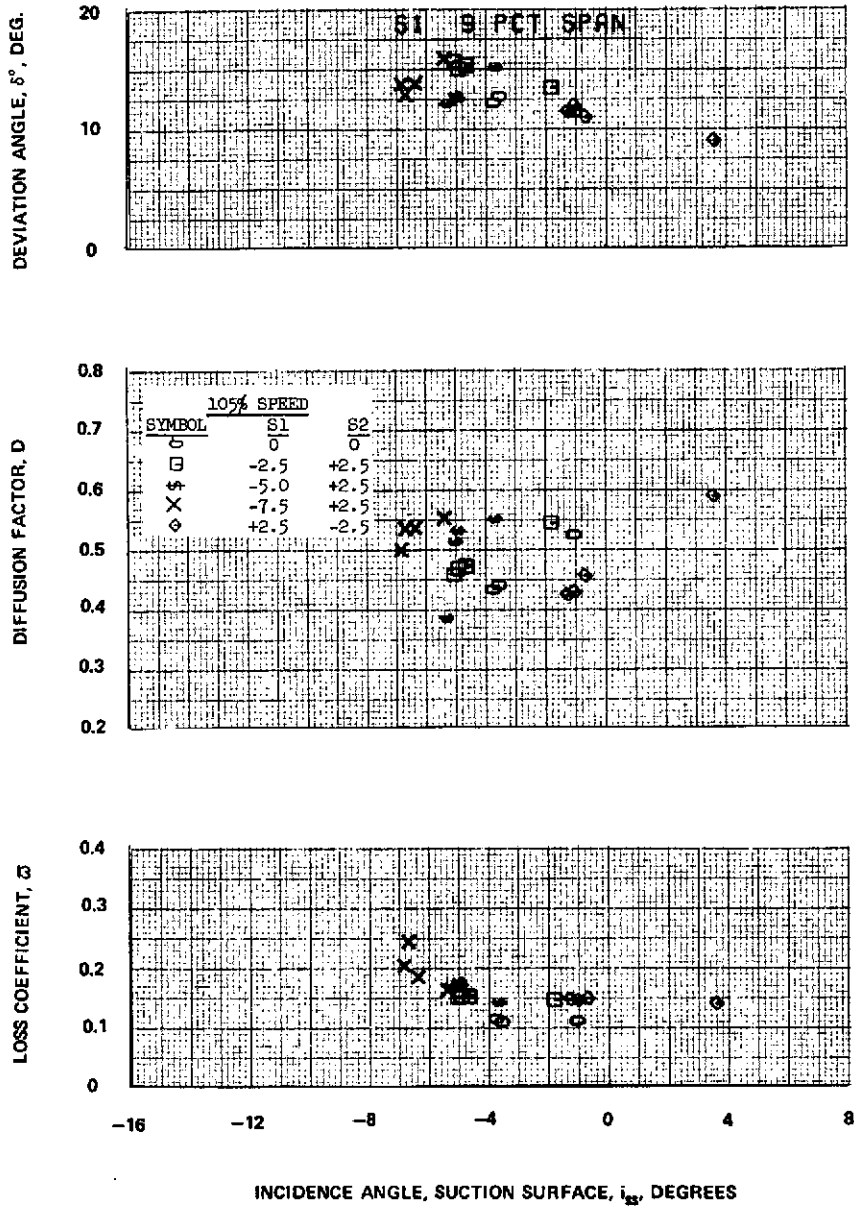 S1 9 PCT SPAN
20
10
0
DEVIATION ANGLE, δ°, DEG.
0.8
0.7
0.6
0.5
0.4
0.3
0.2
DIFFUSION FACTOR, D
105% SPEED
SYMBOL S1 S2
0 0
-2.5 +2.5
-5.0 +2.5
-7.5 +2.5
+2.5 -2.5
0.4
0.3
0.2
0.1
0
LOSS COEFFICIENT, ϖ
-16 -12 -8 -4 0 4 8
INCIDENCE ANGLE, SUCTION SURFACE, iss, DEGREES